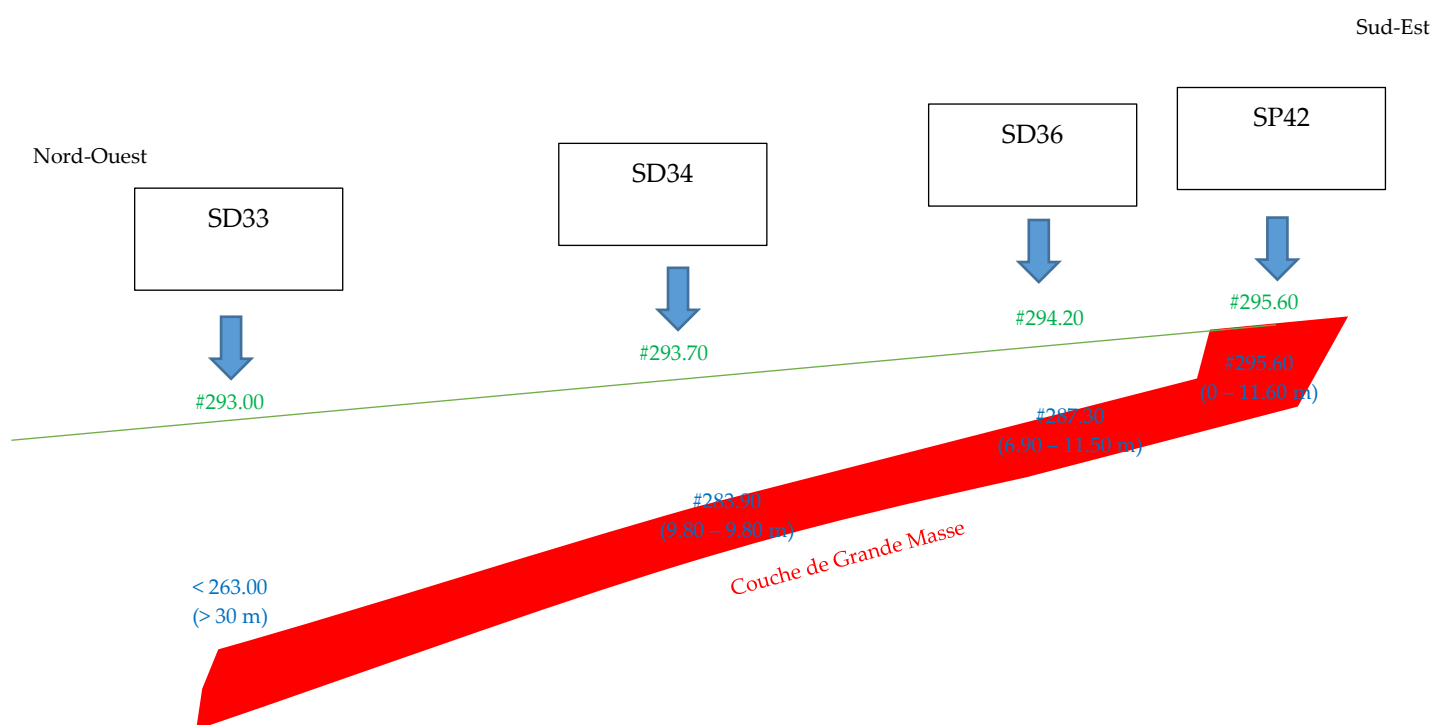 Sud-Est
Nord-Ouest
SD33
SD34
SD36
SP42
#293.00
#293.70
#294.20
#295.60
< 263.00
(> 30 m)
#283.90
(9.80 – 9.80 m)
#287.30
(6.90 – 11.50 m)
#295.60
(0 – 11.60 m)
Couche de Grande Masse